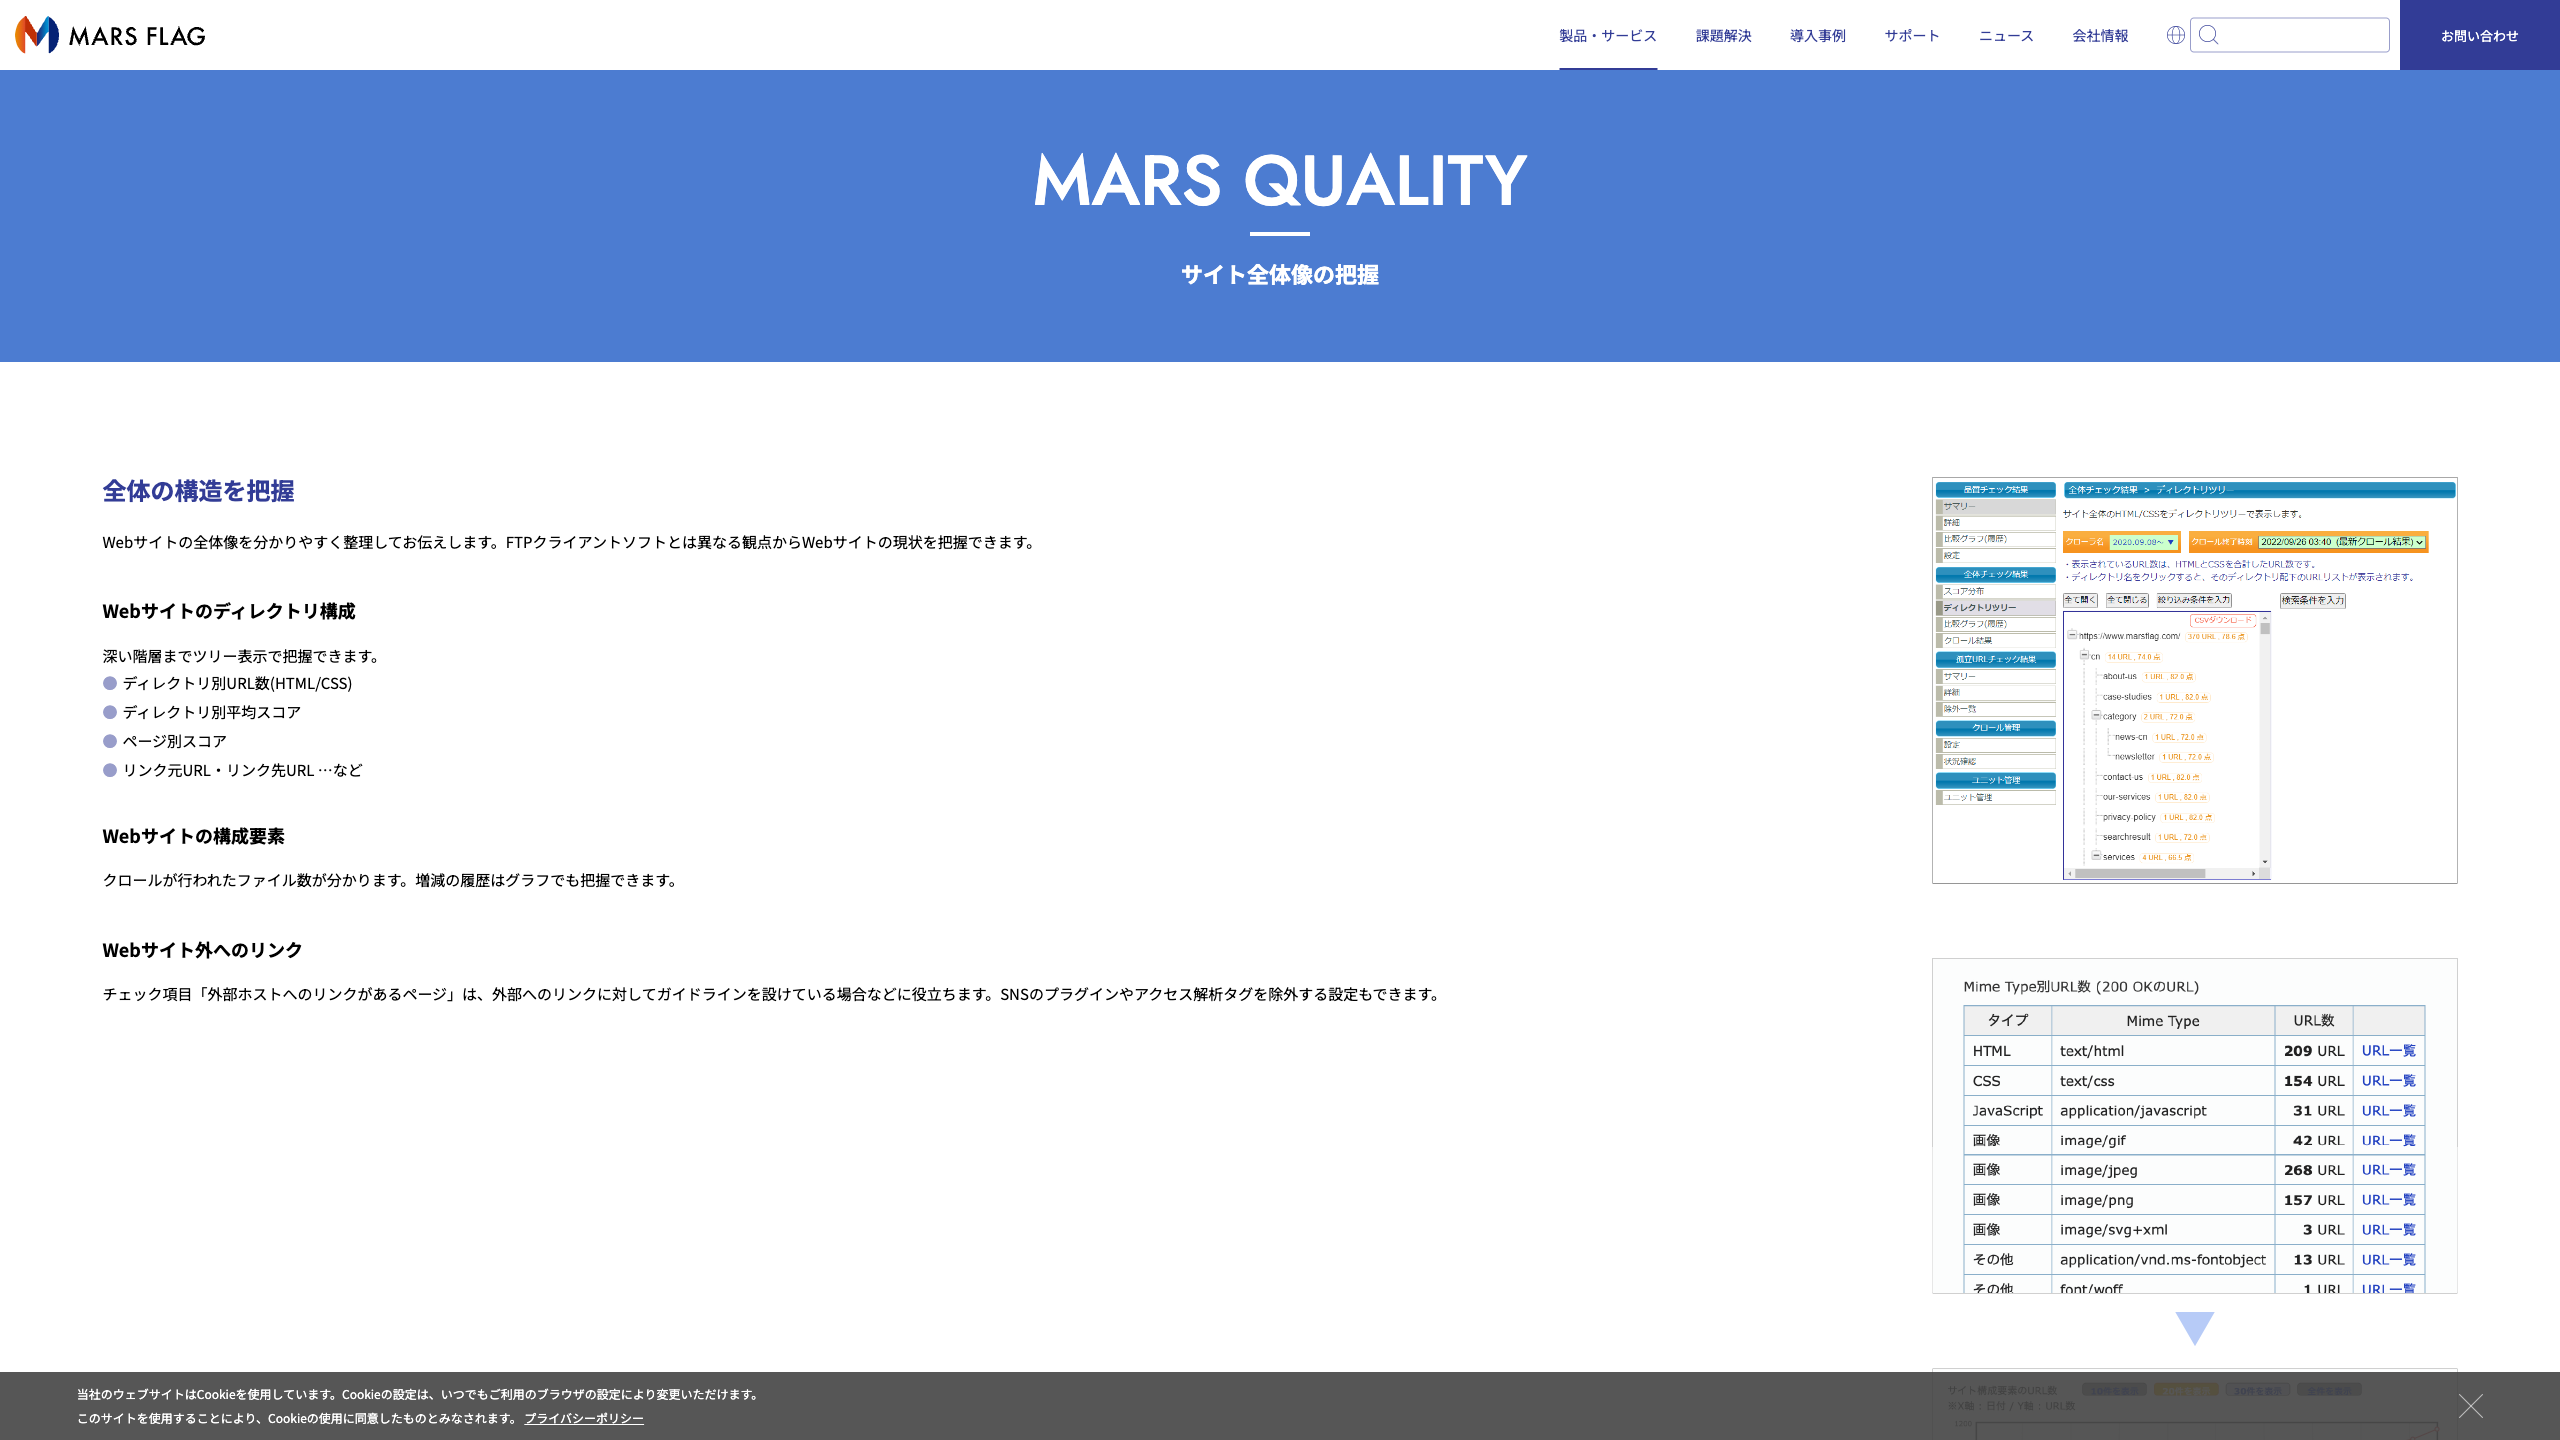 MARS FLAG
製品・サービス
課題解決
導入事例
サポート
ニュース
会社情報
お問い合わせ
MARS QUALITY
サイト全体像の把握
全体の構造を把握
Webサイトの全体像を分かりやすく整理してお伝えします。FTPクライアントソフトとは異なる観点からWebサイトの現状を把握できます。
Webサイトのディレクトリ構成
深い階層までツリー表示で把握できます。
ディレクトリ別URL数(HTML/CSS)
ディレクトリ別平均スコア
ページ別スコア
リンク元URL・リンク先URL …など
Webサイトの構成要素
クロールが行われたファイル数が分かります。増減の履歴はグラフでも把握できます。
Webサイト外へのリンク
チェック項目「外部ホストへのリンクがあるページ」は、外部へのリンクに対してガイドラインを設けている場合などに役立ちます。SNSのプラグインやアクセス解析タグを除外する設定もできます。
品質チェック結果
サマリー
詳細
比較グラフ(履歴)
設定
全体チェック結果
スコア分布
ディレクトリツリー
比較グラフ(履歴)
クロール結果
孤立URLチェック結果
サマリー
詳細
除外一覧
クロール管理
設定
状況確認
ユニット管理
ユニット管理
全体チェック結果 > ディレクトリツリー
サイト全体のHTML/CSSをディレクトリツリーで表示します。
クローラ名 2020.09.08～ クロール終了時刻 2022/09/26 03:40 (最新クロール結果)
・表示されているURL数は、HTMLとCSSを合計したURL数です。
・ディレクトリ名をクリックすると、そのディレクトリ配下のURLリストが表示されます。
全て開く 全て閉じる 絞り込み条件を入力 検索条件を入力
CSVダウンロード
https://www.marsflag.com/ 370 URL , 78.6 点
cn 14 URL , 74.0 点
about-us 1 URL , 82.0 点
case-studies 1 URL , 82.0 点
category 2 URL , 72.0 点
news-cn 1 URL , 72.0 点
newsletter 1 URL , 72.0 点
contact-us 1 URL , 82.0 点
our-services 1 URL , 82.0 点
privacy-policy 1 URL , 82.0 点
searchresult 1 URL , 72.0 点
services 4 URL , 66.5 点
Mime Type別URL数 (200 OKのURL)
タイプ Mime Type URL数
HTML text/html 209 URL URL一覧
CSS text/css 154 URL URL一覧
JavaScript application/javascript 31 URL URL一覧
画像 image/gif 42 URL URL一覧
画像 image/jpeg 268 URL URL一覧
画像 image/png 157 URL URL一覧
画像 image/svg+xml 3 URL URL一覧
その他 application/vnd.ms-fontobject 13 URL URL一覧
その他 font/woff 1 URL URL一覧
サイト構成要素のURL数
※X軸：日付 / Y軸：URL数
当社のウェブサイトはCookieを使用しています。Cookieの設定は、いつでもご利用のブラウザの設定により変更いただけます。
このサイトを使用することにより、Cookieの使用に同意したものとみなされます。 プライバシーポリシー